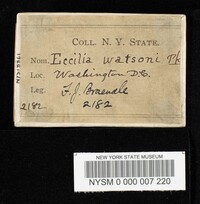 COLL. N. Y. STATE.
Nom. Eccilia watsoni Pk
Loc. Washington D.C.
Leg. F. J. Braendle
2182 2182
NEW YORK STATE MUSEUM
NYSM 0 000 007 220